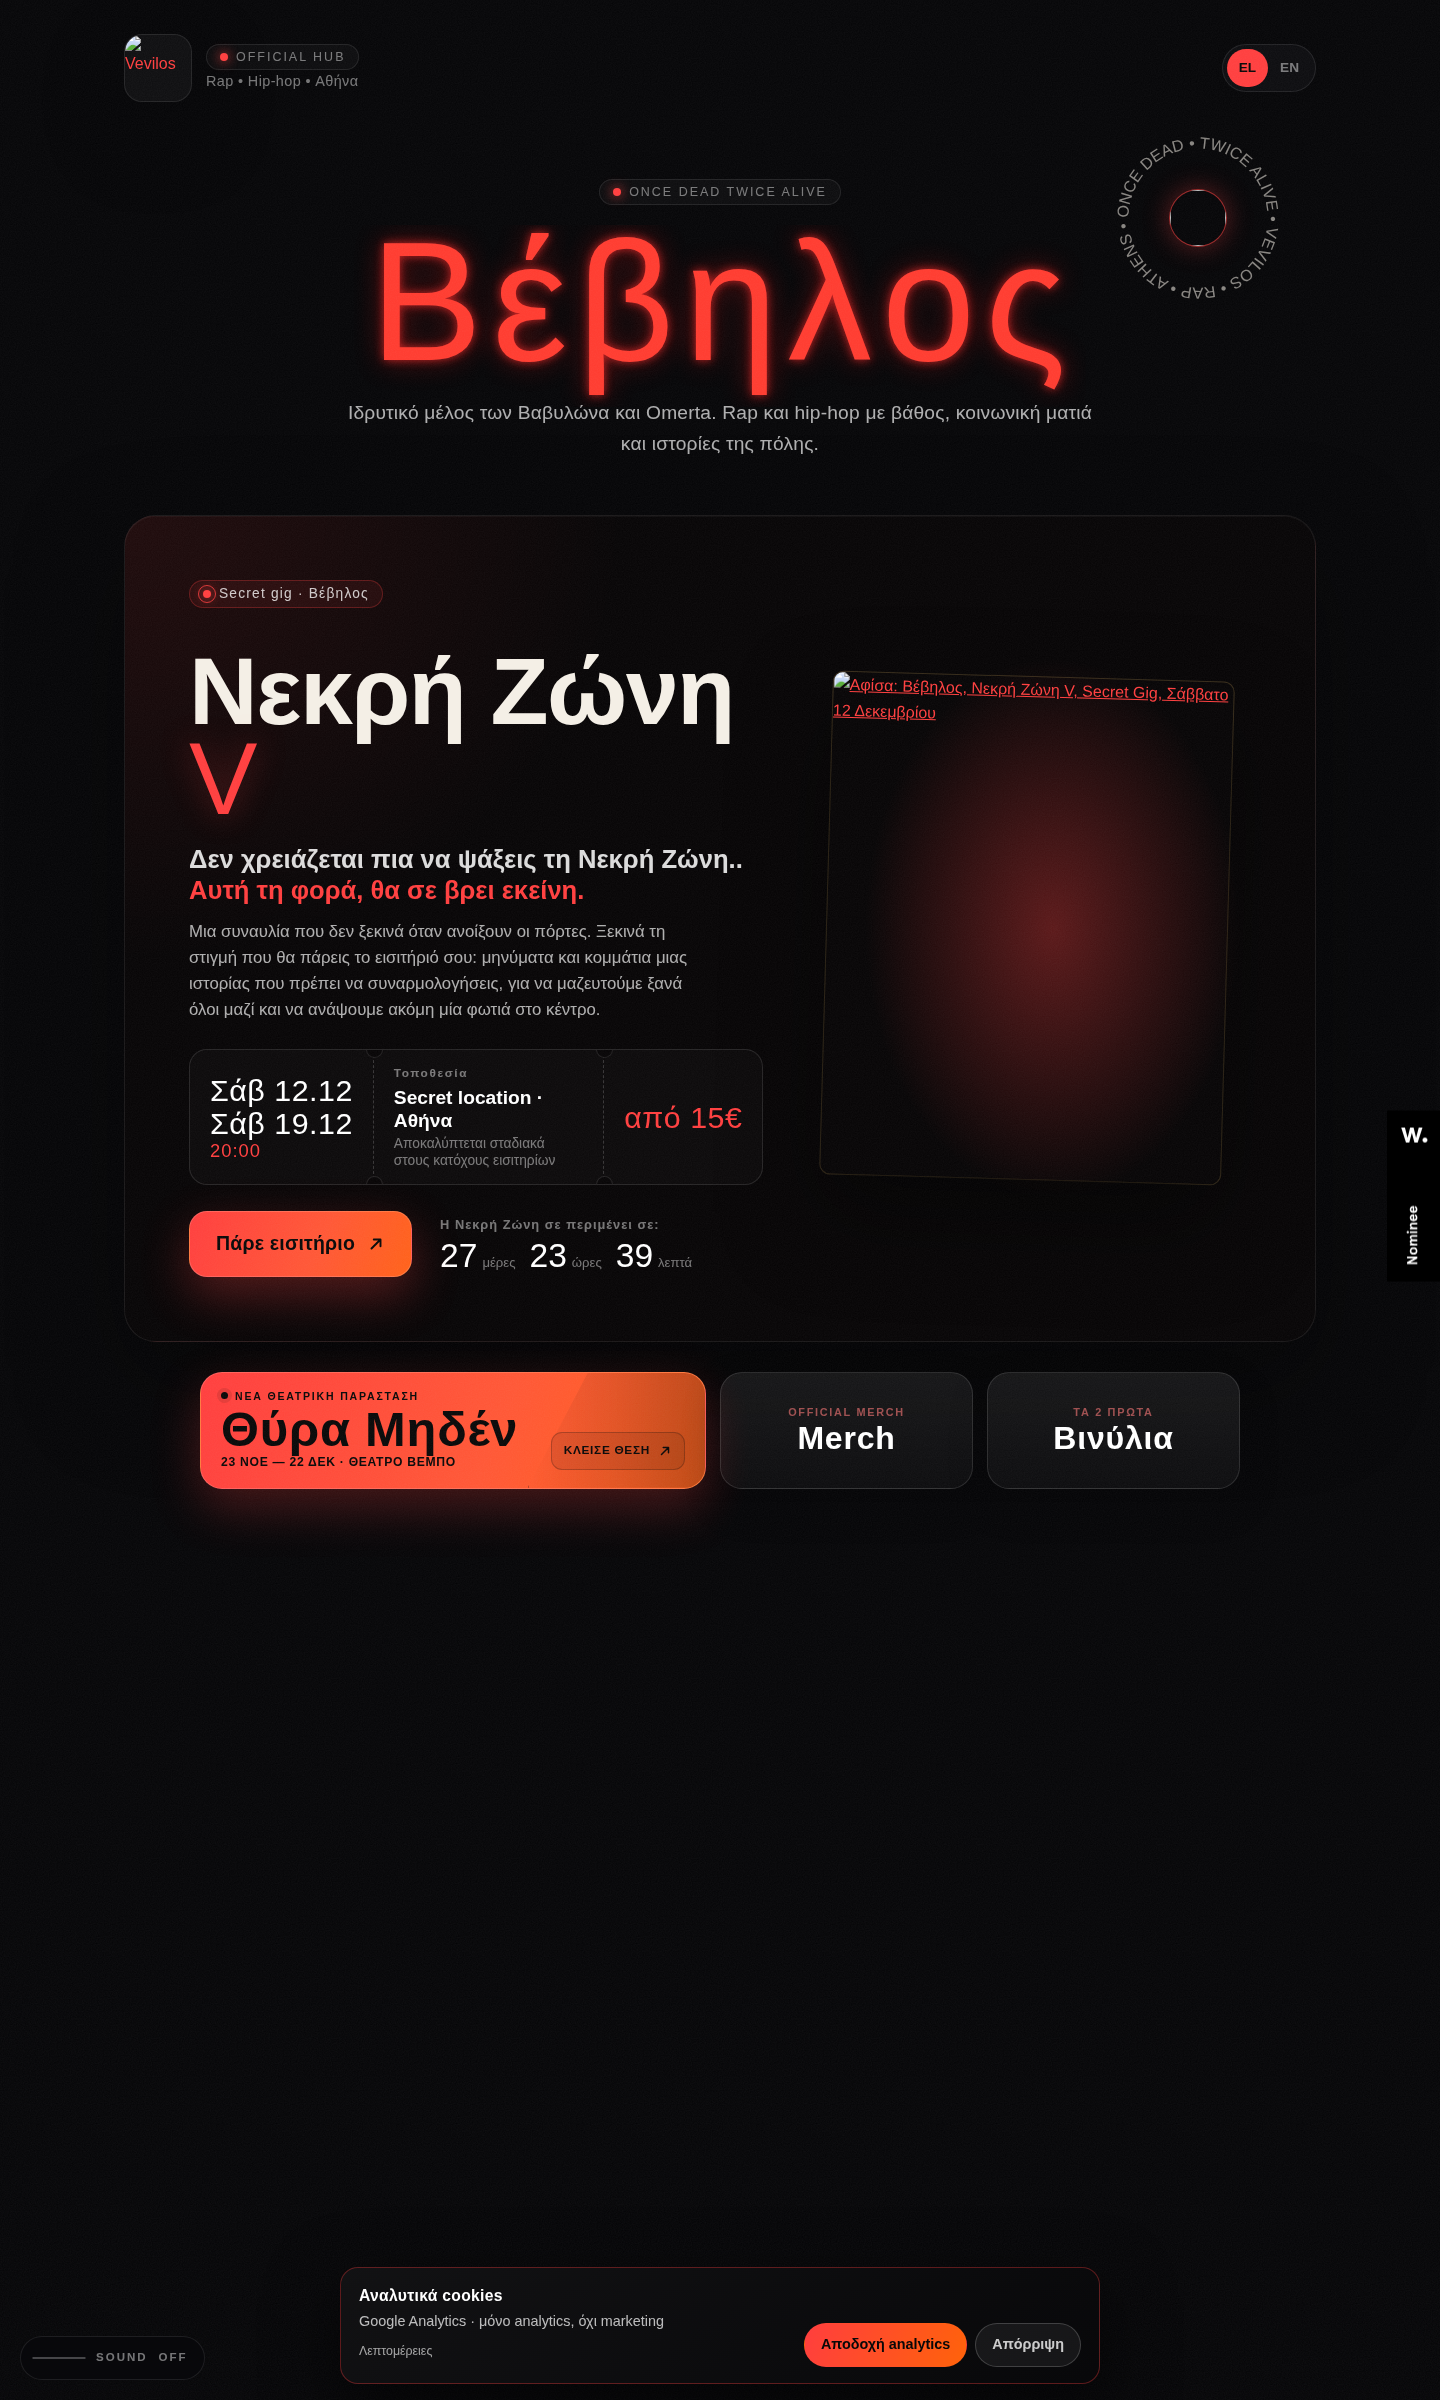 Vevilos
OFFICIAL HUB
Rap • Hip-hop • Αθήνα
EL EN
ONCE DEAD • TWICE ALIVE • VEVILOS • RAP • ATHENS •
ONCE DEAD TWICE ALIVE
Βέβηλος
Ιδρυτικό μέλος των Βαβυλώνα και Omerta. Rap και hip-hop με βάθος, κοινωνική ματιά
και ιστορίες της πόλης.
Secret gig · Βέβηλος
Νεκρή Ζώνη
V
Δεν χρειάζεται πια να ψάξεις τη Νεκρή Ζώνη..
Αυτή τη φορά, θα σε βρει εκείνη.
Μια συναυλία που δεν ξεκινά όταν ανοίξουν οι πόρτες. Ξεκινά τη
στιγμή που θα πάρεις το εισιτήριό σου: μηνύματα και κομμάτια μιας
ιστορίας που πρέπει να συναρμολογήσεις, για να μαζευτούμε ξανά
όλοι μαζί και να ανάψουμε ακόμη μία φωτιά στο κέντρο.
Σάβ 12.12
Σάβ 19.12
20:00
Τοποθεσία
Secret location ·
Αθήνα
Αποκαλύπτεται σταδιακά
στους κατόχους εισιτηρίων
από 15€
Πάρε εισιτήριο
Η Νεκρή Ζώνη σε περιμένει σε:
27 μέρες 23 ώρες 39 λεπτά
Αφίσα: Βέβηλος, Νεκρή Ζώνη V, Secret Gig, Σάββατο
12 Δεκεμβρίου
W.
Nominee
ΝΕΑ ΘΕΑΤΡΙΚΗ ΠΑΡΑΣΤΑΣΗ
Θύρα Μηδέν
23 ΝΟΕ — 22 ΔΕΚ · ΘΕΑΤΡΟ ΒΕΜΠΟ
ΚΛΕΙΣΕ ΘΕΣΗ
OFFICIAL MERCH
Merch
ΤΑ 2 ΠΡΩΤΑ
Βινύλια
Αναλυτικά cookies
Google Analytics · μόνο analytics, όχι marketing
Λεπτομέρειες
Αποδοχή analytics
Απόρριψη
SOUND OFF